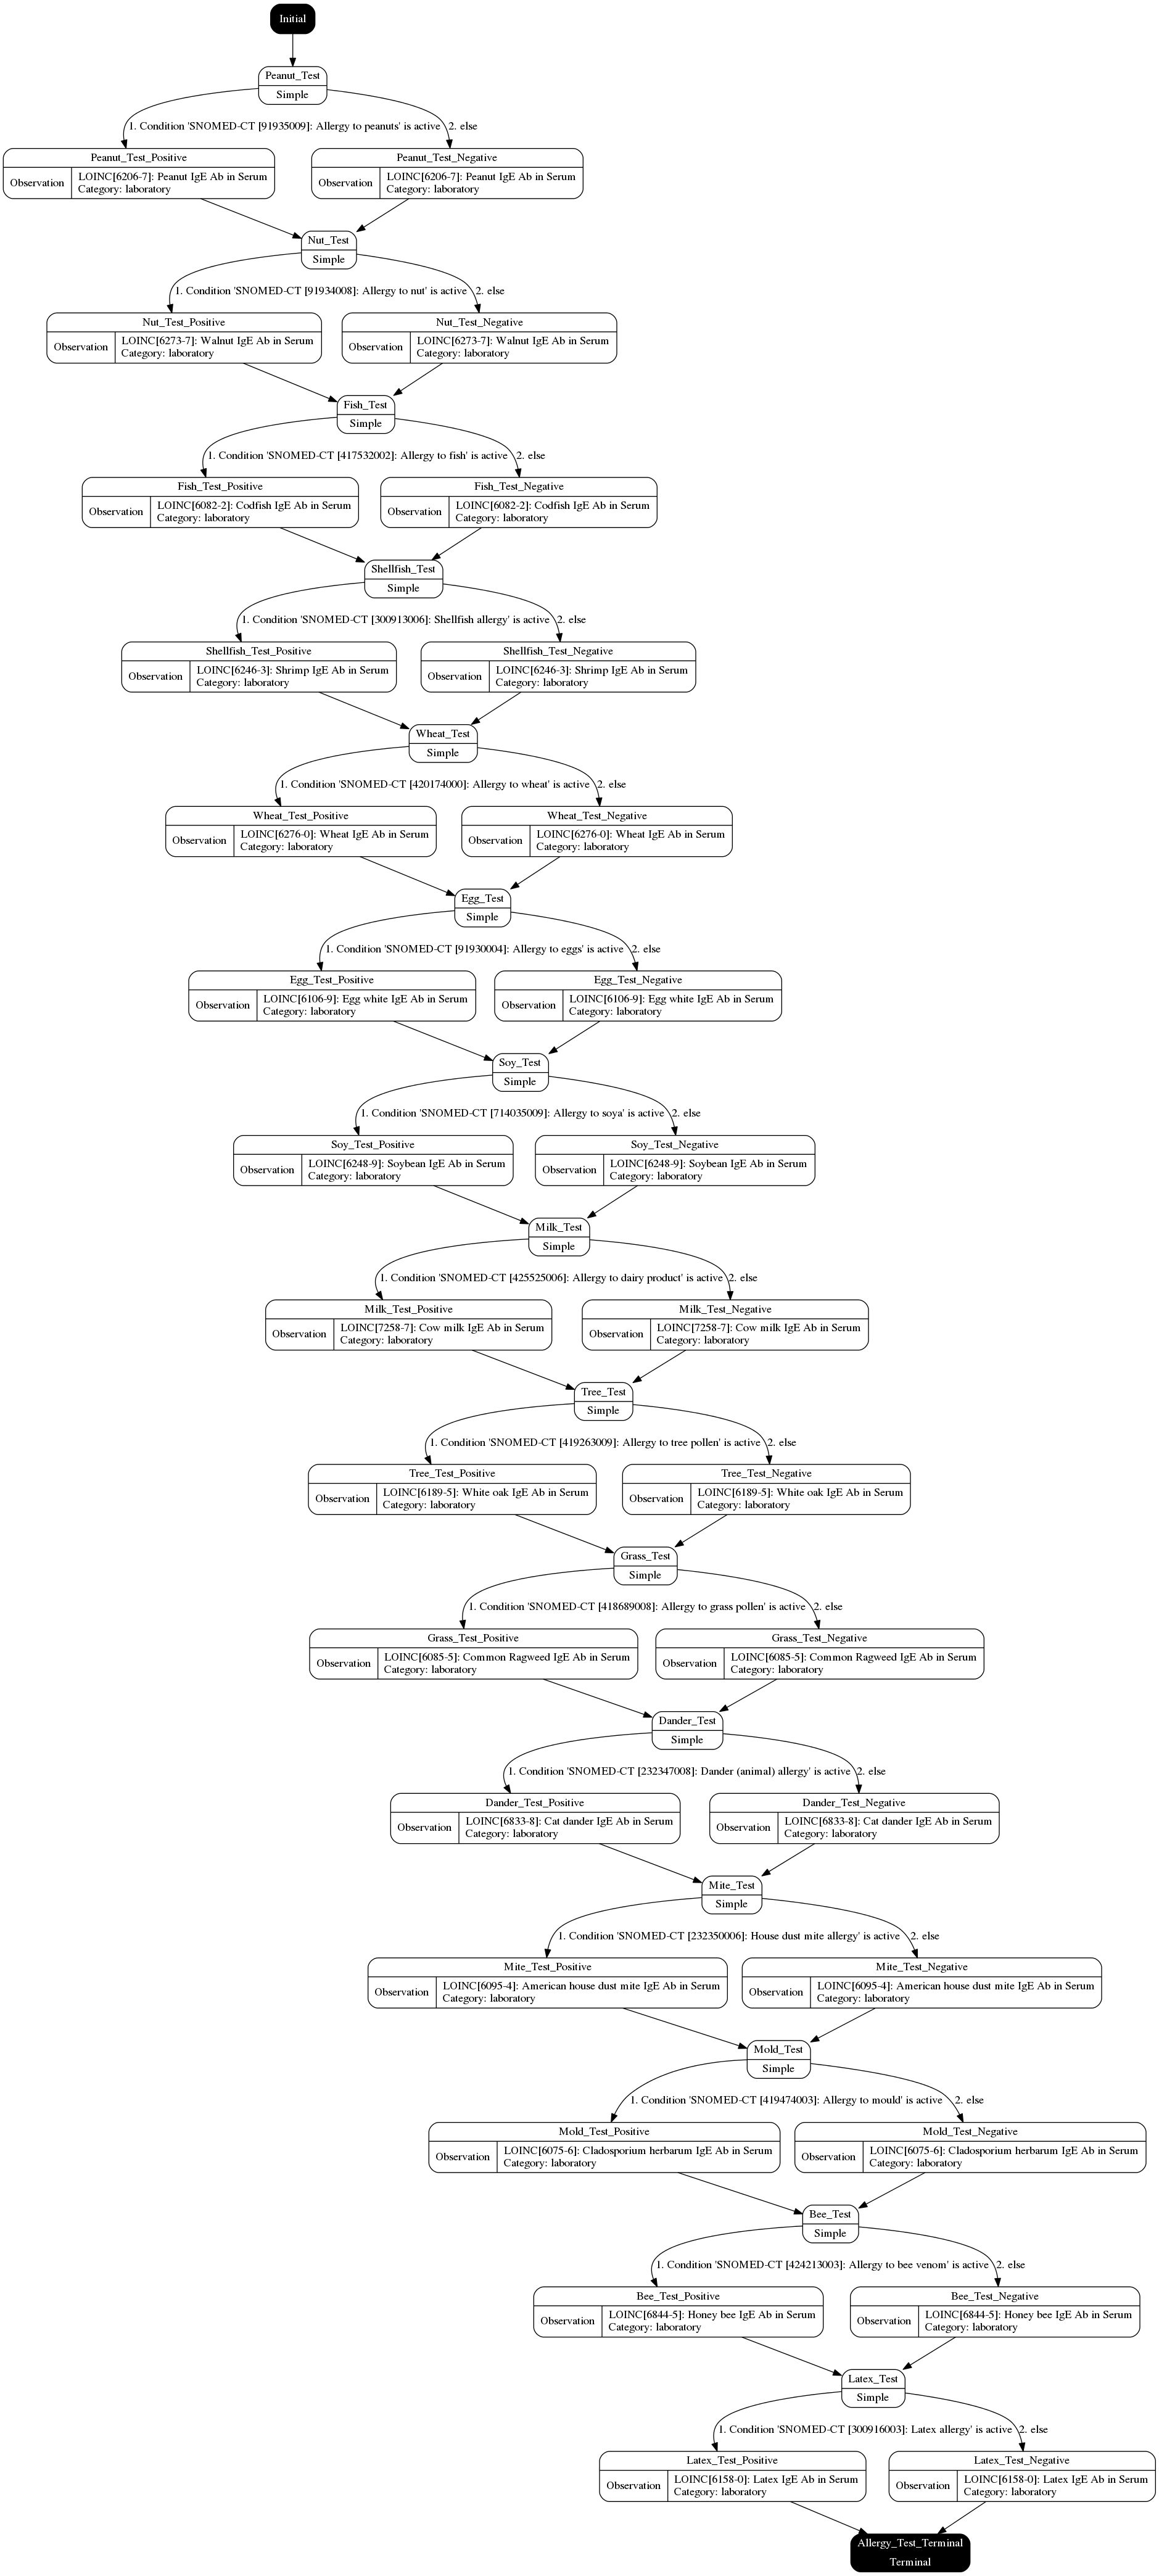 Initial
Peanut_Test
Simple
1. Condition 'SNOMED-CT [91935009]: Allergy to peanuts' is active
2. else
Peanut_Test_Positive
Observation
LOINC[6206-7]: Peanut IgE Ab in Serum
Category: laboratory
Peanut_Test_Negative
Observation
LOINC[6206-7]: Peanut IgE Ab in Serum
Category: laboratory
Nut_Test
Simple
1. Condition 'SNOMED-CT [91934008]: Allergy to nut' is active
2. else
Nut_Test_Positive
Observation
LOINC[6273-7]: Walnut IgE Ab in Serum
Category: laboratory
Nut_Test_Negative
Observation
LOINC[6273-7]: Walnut IgE Ab in Serum
Category: laboratory
Fish_Test
Simple
1. Condition 'SNOMED-CT [417532002]: Allergy to fish' is active
2. else
Fish_Test_Positive
Observation
LOINC[6082-2]: Codfish IgE Ab in Serum
Category: laboratory
Fish_Test_Negative
Observation
LOINC[6082-2]: Codfish IgE Ab in Serum
Category: laboratory
Shellfish_Test
Simple
1. Condition 'SNOMED-CT [300913006]: Shellfish allergy' is active
2. else
Shellfish_Test_Positive
Observation
LOINC[6246-3]: Shrimp IgE Ab in Serum
Category: laboratory
Shellfish_Test_Negative
Observation
LOINC[6246-3]: Shrimp IgE Ab in Serum
Category: laboratory
Wheat_Test
Simple
1. Condition 'SNOMED-CT [420174000]: Allergy to wheat' is active
2. else
Wheat_Test_Positive
Observation
LOINC[6276-0]: Wheat IgE Ab in Serum
Category: laboratory
Wheat_Test_Negative
Observation
LOINC[6276-0]: Wheat IgE Ab in Serum
Category: laboratory
Egg_Test
Simple
1. Condition 'SNOMED-CT [91930004]: Allergy to eggs' is active
2. else
Egg_Test_Positive
Observation
LOINC[6106-9]: Egg white IgE Ab in Serum
Category: laboratory
Egg_Test_Negative
Observation
LOINC[6106-9]: Egg white IgE Ab in Serum
Category: laboratory
Soy_Test
Simple
1. Condition 'SNOMED-CT [714035009]: Allergy to soya' is active
2. else
Soy_Test_Positive
Observation
LOINC[6248-9]: Soybean IgE Ab in Serum
Category: laboratory
Soy_Test_Negative
Observation
LOINC[6248-9]: Soybean IgE Ab in Serum
Category: laboratory
Milk_Test
Simple
1. Condition 'SNOMED-CT [425525006]: Allergy to dairy product' is active
2. else
Milk_Test_Positive
Observation
LOINC[7258-7]: Cow milk IgE Ab in Serum
Category: laboratory
Milk_Test_Negative
Observation
LOINC[7258-7]: Cow milk IgE Ab in Serum
Category: laboratory
Tree_Test
Simple
1. Condition 'SNOMED-CT [419263009]: Allergy to tree pollen' is active
2. else
Tree_Test_Positive
Observation
LOINC[6189-5]: White oak IgE Ab in Serum
Category: laboratory
Tree_Test_Negative
Observation
LOINC[6189-5]: White oak IgE Ab in Serum
Category: laboratory
Grass_Test
Simple
1. Condition 'SNOMED-CT [418689008]: Allergy to grass pollen' is active
2. else
Grass_Test_Positive
Observation
LOINC[6085-5]: Common Ragweed IgE Ab in Serum
Category: laboratory
Grass_Test_Negative
Observation
LOINC[6085-5]: Common Ragweed IgE Ab in Serum
Category: laboratory
Dander_Test
Simple
1. Condition 'SNOMED-CT [232347008]: Dander (animal) allergy' is active
2. else
Dander_Test_Positive
Observation
LOINC[6833-8]: Cat dander IgE Ab in Serum
Category: laboratory
Dander_Test_Negative
Observation
LOINC[6833-8]: Cat dander IgE Ab in Serum
Category: laboratory
Mite_Test
Simple
1. Condition 'SNOMED-CT [232350006]: House dust mite allergy' is active
2. else
Mite_Test_Positive
Observation
LOINC[6095-4]: American house dust mite IgE Ab in Serum
Category: laboratory
Mite_Test_Negative
Observation
LOINC[6095-4]: American house dust mite IgE Ab in Serum
Category: laboratory
Mold_Test
Simple
1. Condition 'SNOMED-CT [419474003]: Allergy to mould' is active
2. else
Mold_Test_Positive
Observation
LOINC[6075-6]: Cladosporium herbarum IgE Ab in Serum
Category: laboratory
Mold_Test_Negative
Observation
LOINC[6075-6]: Cladosporium herbarum IgE Ab in Serum
Category: laboratory
Bee_Test
Simple
1. Condition 'SNOMED-CT [424213003]: Allergy to bee venom' is active
2. else
Bee_Test_Positive
Observation
LOINC[6844-5]: Honey bee IgE Ab in Serum
Category: laboratory
Bee_Test_Negative
Observation
LOINC[6844-5]: Honey bee IgE Ab in Serum
Category: laboratory
Latex_Test
Simple
1. Condition 'SNOMED-CT [300916003]: Latex allergy' is active
2. else
Latex_Test_Positive
Observation
LOINC[6158-0]: Latex IgE Ab in Serum
Category: laboratory
Latex_Test_Negative
Observation
LOINC[6158-0]: Latex IgE Ab in Serum
Category: laboratory
Allergy_Test_Terminal
Terminal